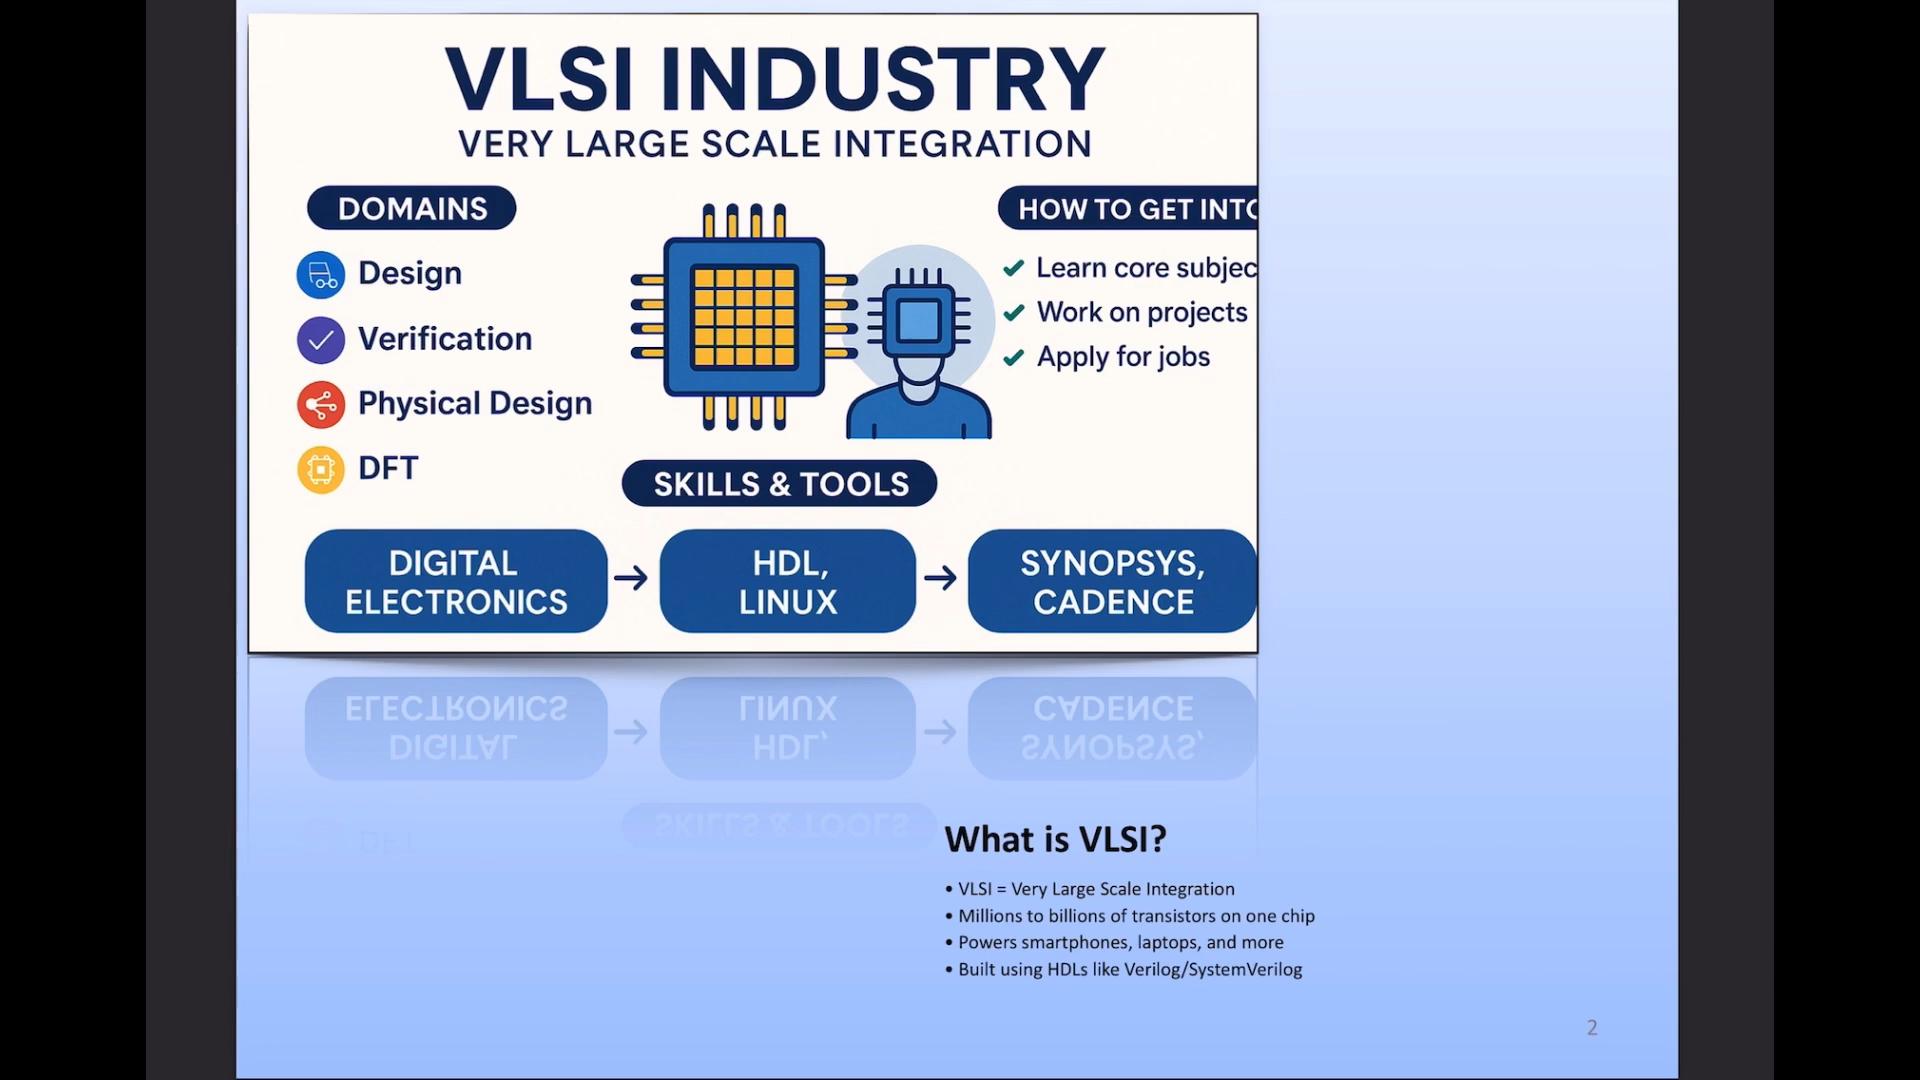 VLSI INDUSTRY
VERY LARGE SCALE INTEGRATION
DOMAINS
Design
Verification
Physical Design
DFT
HOW TO GET INTO
Learn core subjec
Work on projects
Apply for jobs
SKILLS & TOOLS
DIGITAL
ELECTRONICS
HDL,
LINUX
SYNOPSYS,
CADENCE
What is VLSI?
• VLSI = Very Large Scale Integration
• Millions to billions of transistors on one chip
• Powers smartphones, laptops, and more
• Built using HDLs like Verilog/SystemVerilog
2